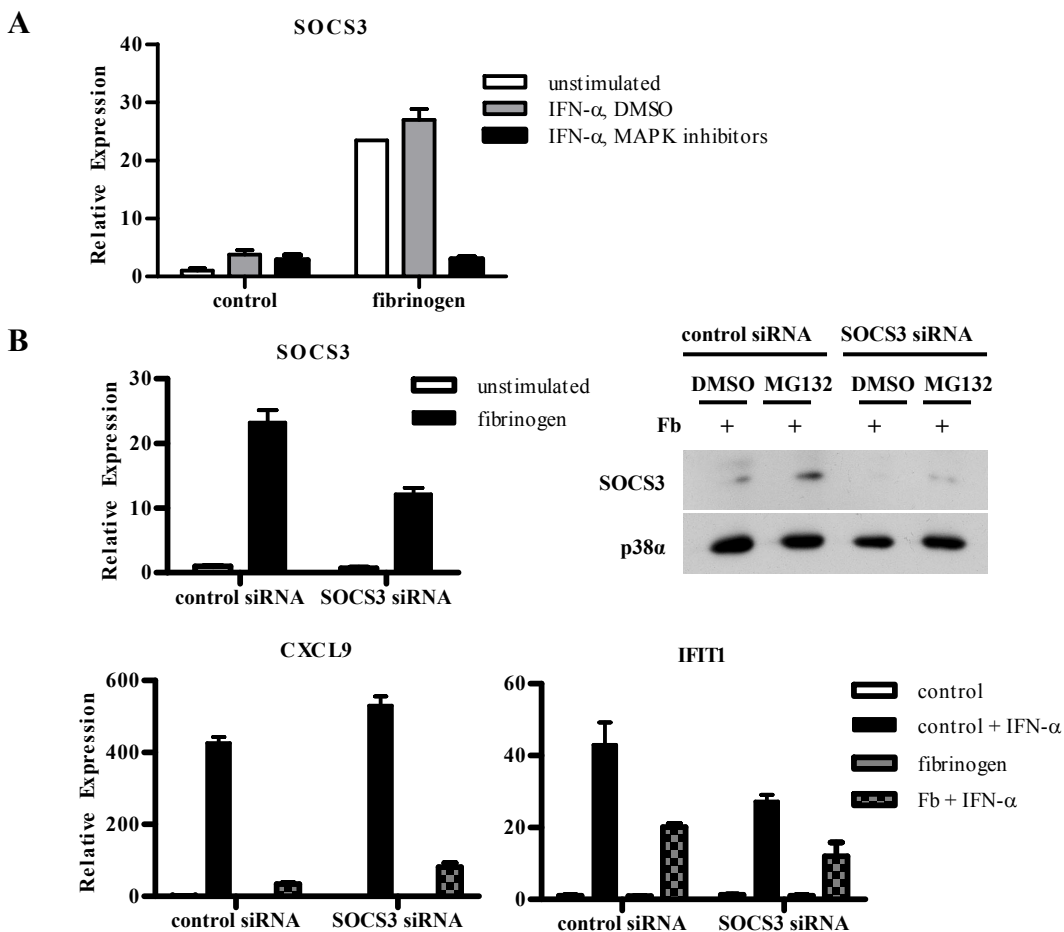 A
SOCS3
Relative Expression
40
30
20
10
0
control
fibrinogen
unstimulated
IFN-α, DMSO
IFN-α, MAPK inhibitors
B
SOCS3
Relative Expression
30
20
10
0
control siRNA
SOCS3 siRNA
unstimulated
fibrinogen
control siRNA SOCS3 siRNA
DMSO MG132 DMSO MG132
Fb + + + +
SOCS3
p38α
CXCL9
Relative Expression
600
400
200
0
control siRNA
SOCS3 siRNA
IFIT1
60
40
20
0
control siRNA
SOCS3 siRNA
control
control + IFN-α
fibrinogen
Fb + IFN-α